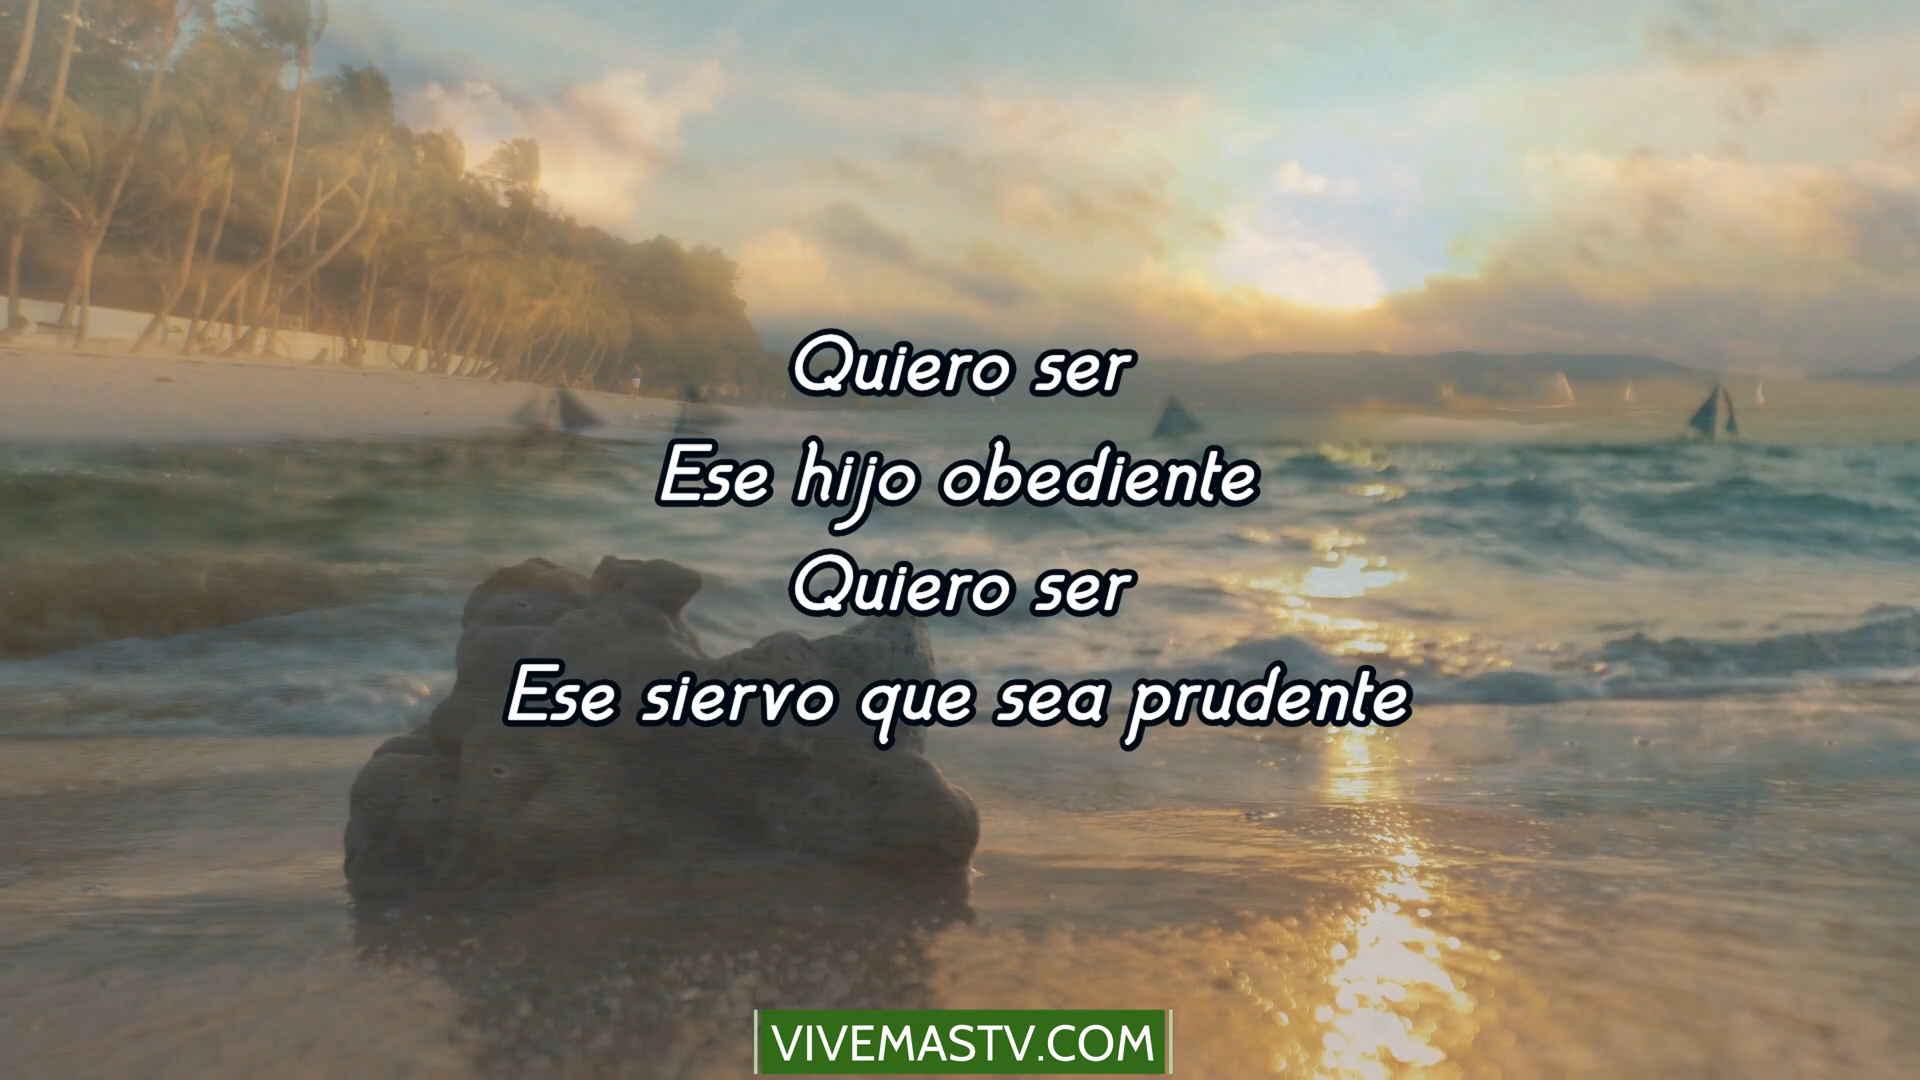 Quiero ser
Ese hijo obediente
Quiero ser
Ese siervo que sea prudente
VIVEMASTV.COM